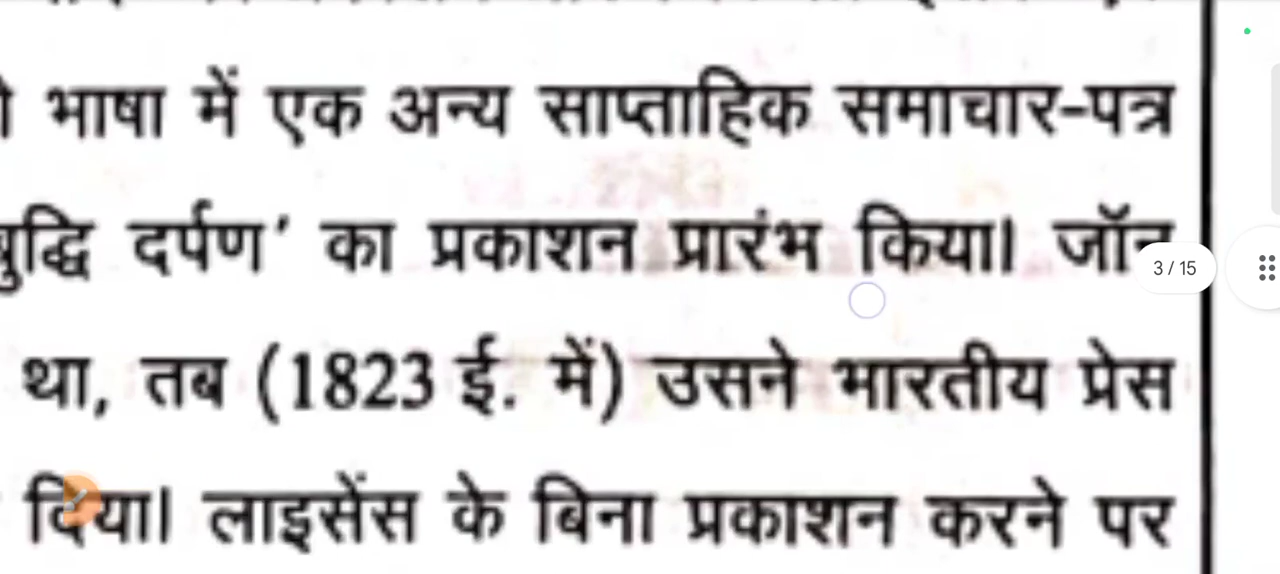 भाषा में एक अन्य साप्ताहिक समाचार-पत्र
बुद्धि दर्पण' का प्रकाशन प्रारंभ किया। जॉन
3 / 15
था, तब (1823 ई. में) उसने भारतीय प्रेस
दिया। लाइसेंस के बिना प्रकाशन करने पर